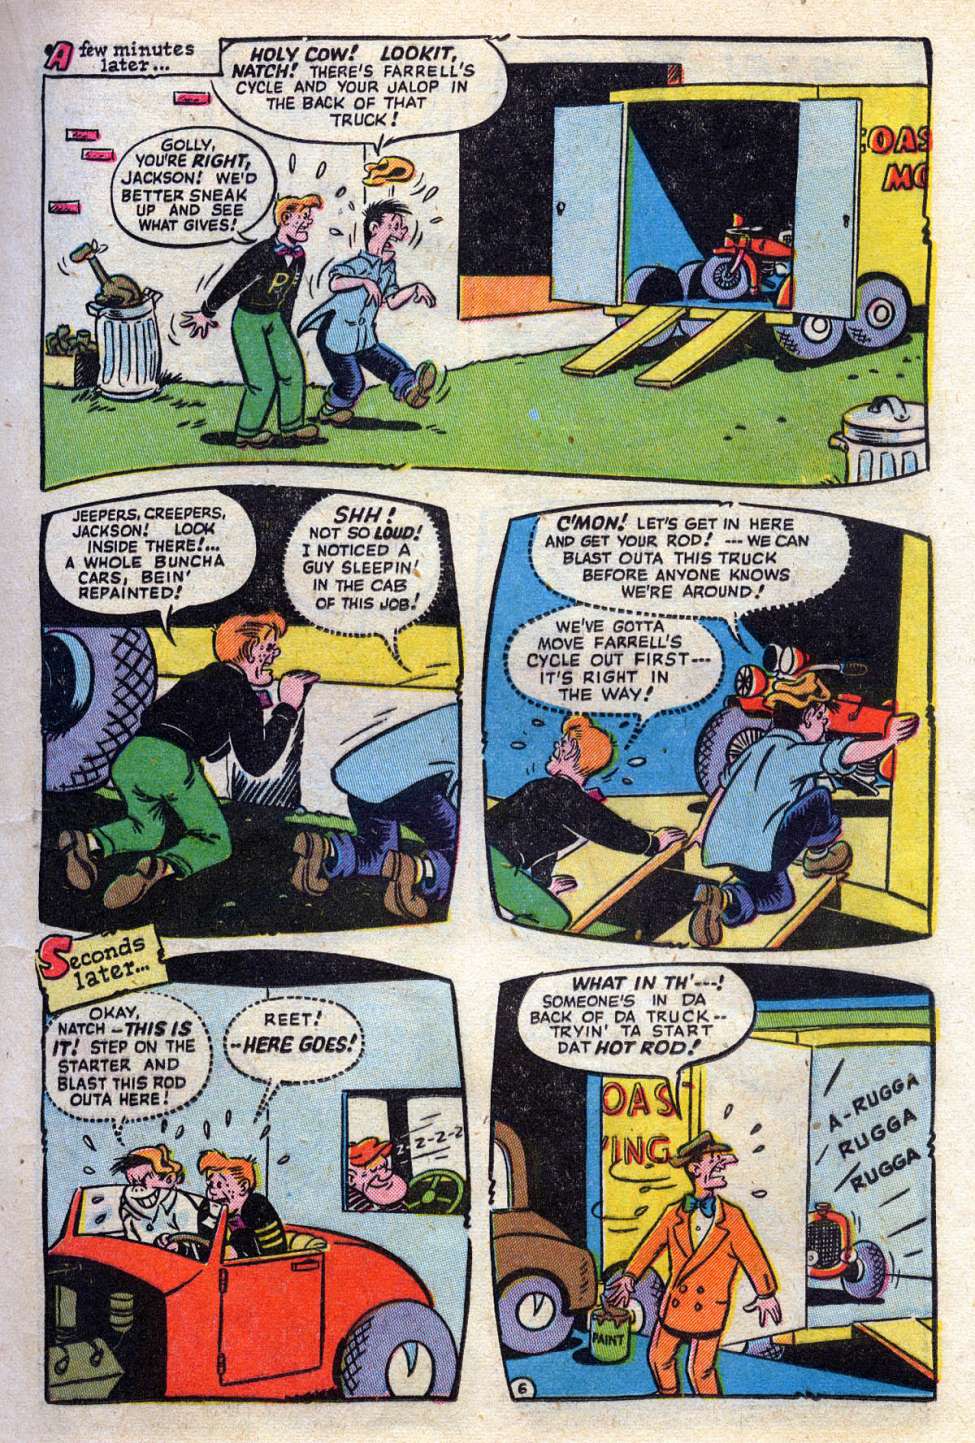 A few minutes
later...
HOLY COW! LOOKIT,
NATCH! THERE'S FARRELL'S
CYCLE AND YOUR JALOP IN
THE BACK OF THAT
TRUCK!
GOLLY,
YOU'RE RIGHT,
JACKSON! WE'D
BETTER SNEAK
UP AND SEE
WHAT GIVES!
P
COAS
MO
JEEPERS, CREEPERS,
JACKSON! LOOK
INSIDE THERE!...
A WHOLE BUNCHA
CARS, BEIN'
REPAINTED!
SHH!
NOT SO LOUD!
I NOTICED A
GUY SLEEPIN'
IN THE CAB
OF THIS JOB!
C'MON! LET'S GET IN HERE
AND GET YOUR ROD! --- WE CAN
BLAST OUTA THIS TRUCK
BEFORE ANYONE KNOWS
WE'RE AROUND!
WE'VE GOTTA
MOVE FARRELL'S
CYCLE OUT FIRST---
IT'S RIGHT IN
THE WAY!
Seconds
later...
OKAY,
NATCH - THIS IS
IT! STEP ON THE
STARTER AND
BLAST THIS ROD
OUTA HERE!
REET!
-HERE GOES!
Z-Z-Z-Z
WHAT IN TH'---!
SOMEONE'S IN DA
BACK OF DA TRUCK--
TRYIN' TA START
DAT HOT ROD!
OAST
VING
A-RUGGA
RUGGA
RUGGA
PAINT
6